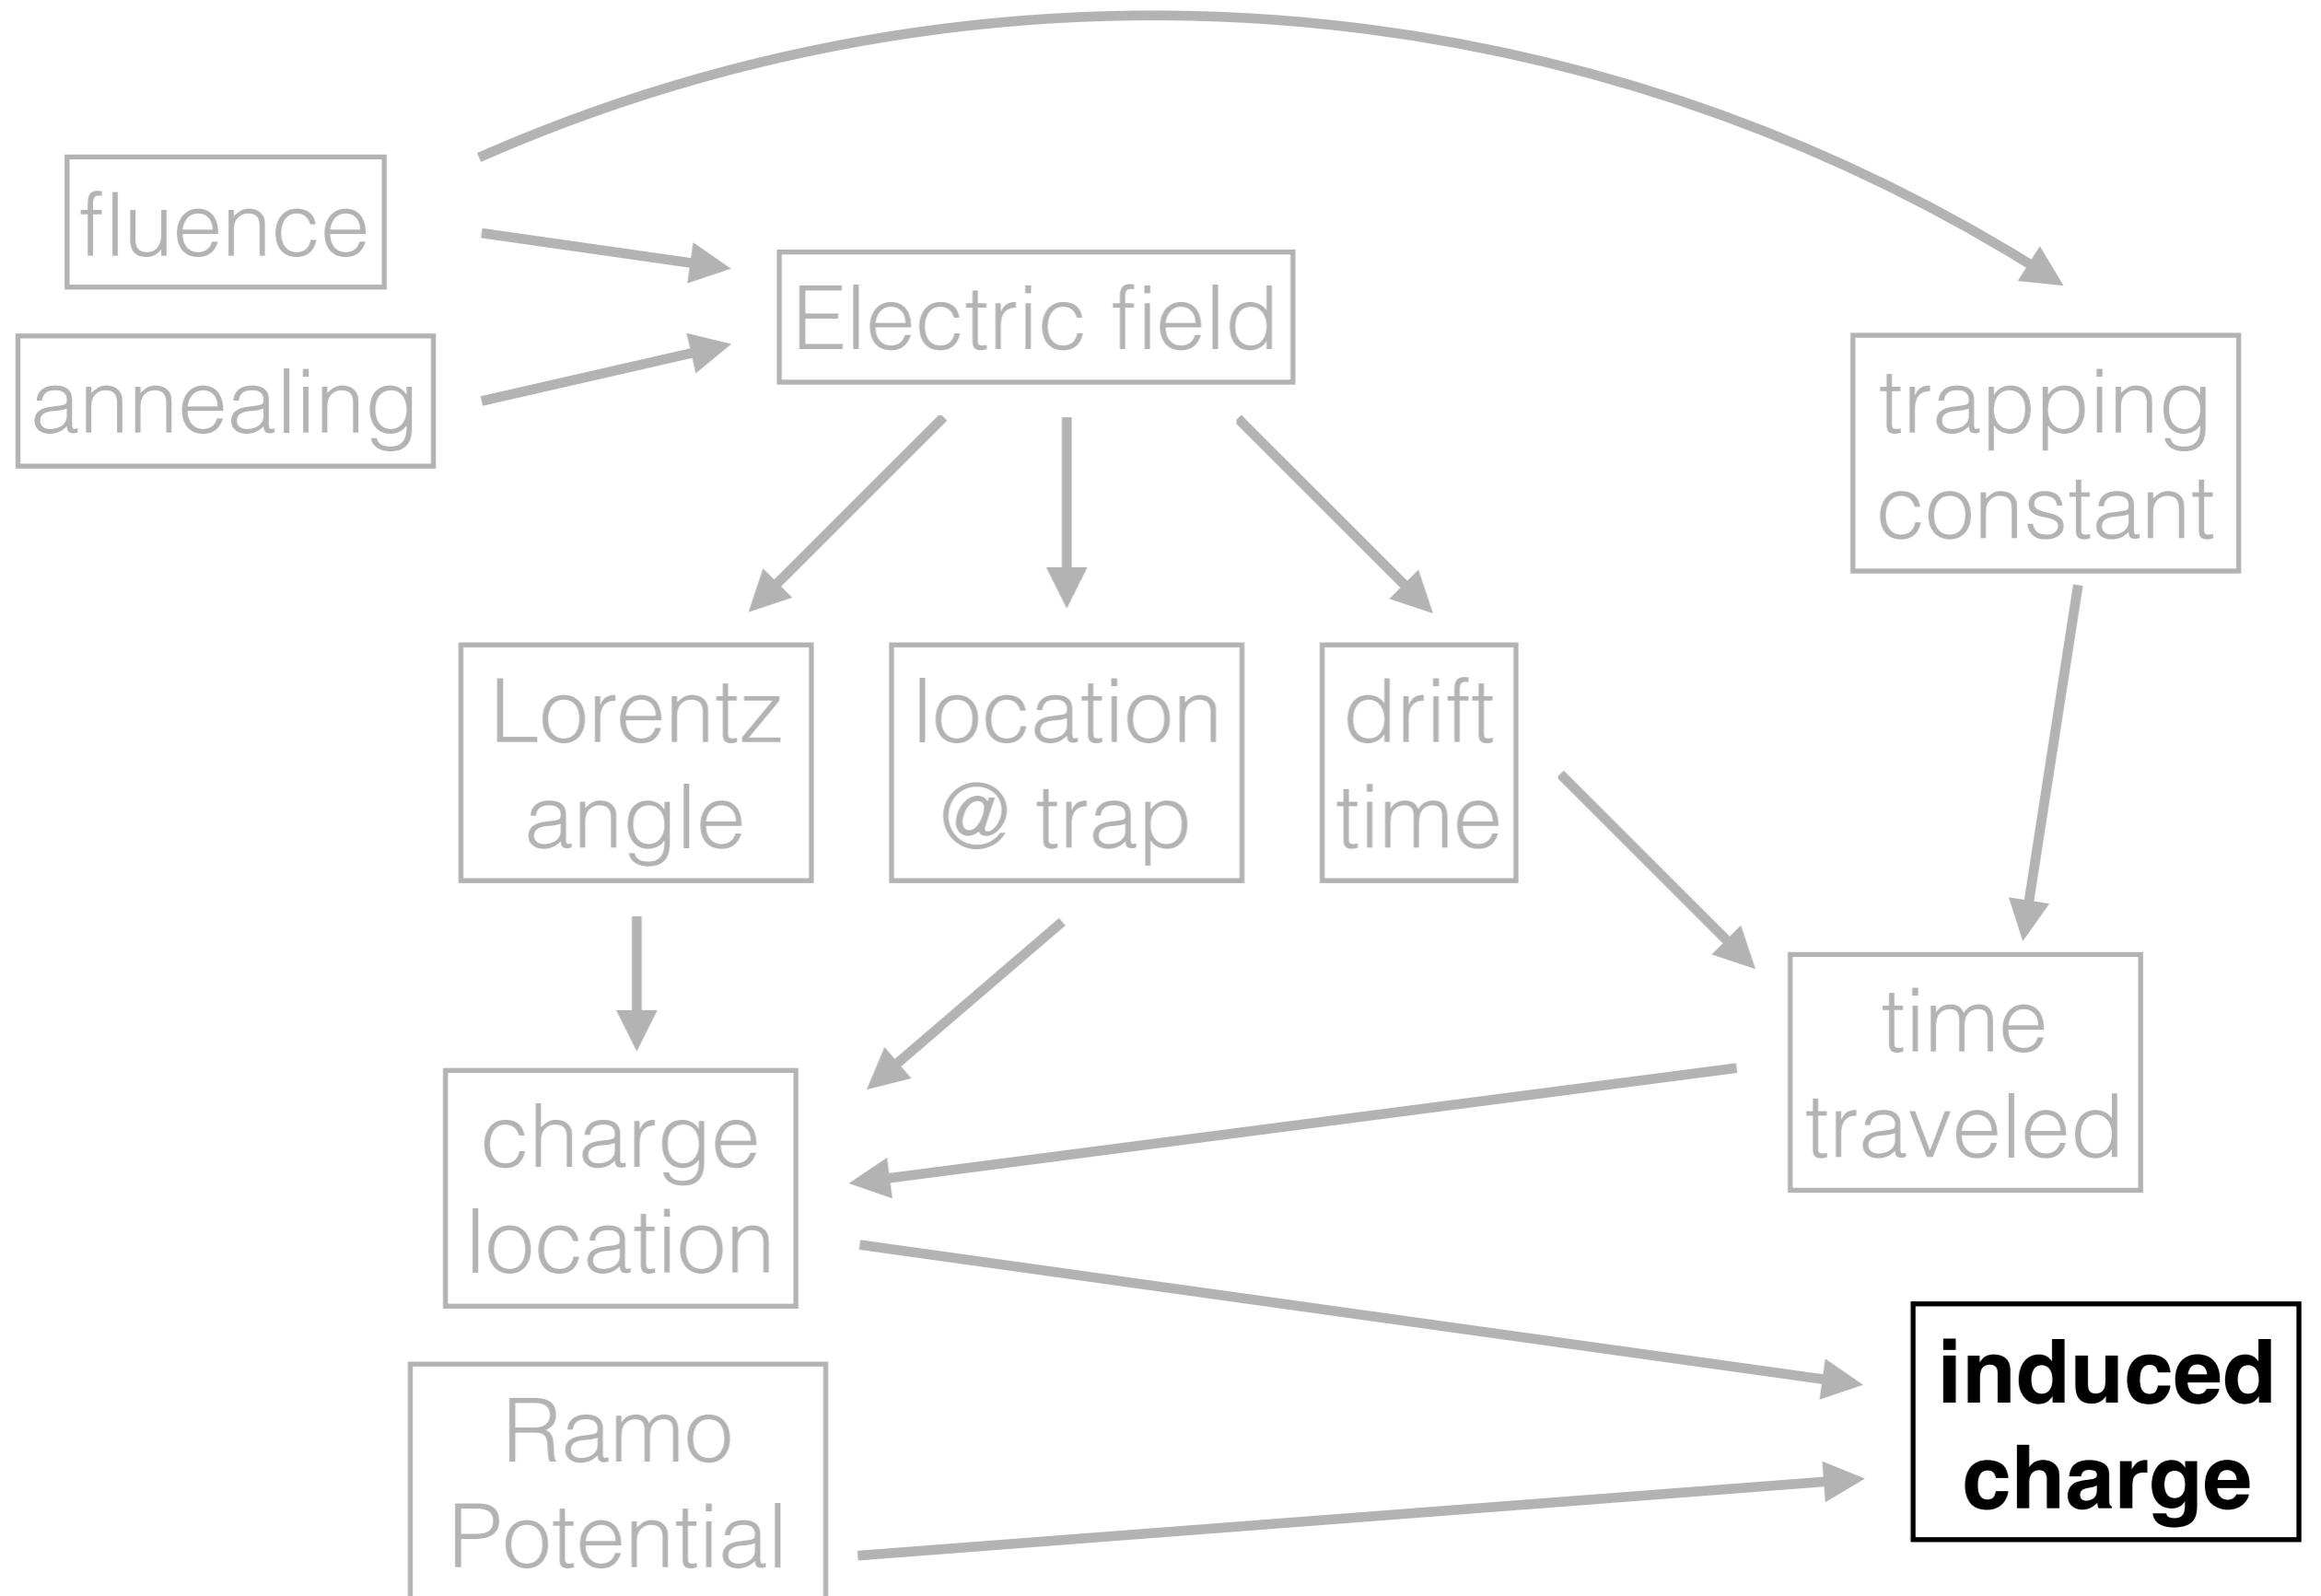 fluence
annealing
Electric field
trapping
constant
Lorentz
angle
location
@ trap
drift
time
time
traveled
charge
location
induced
charge
Ramo
Potential